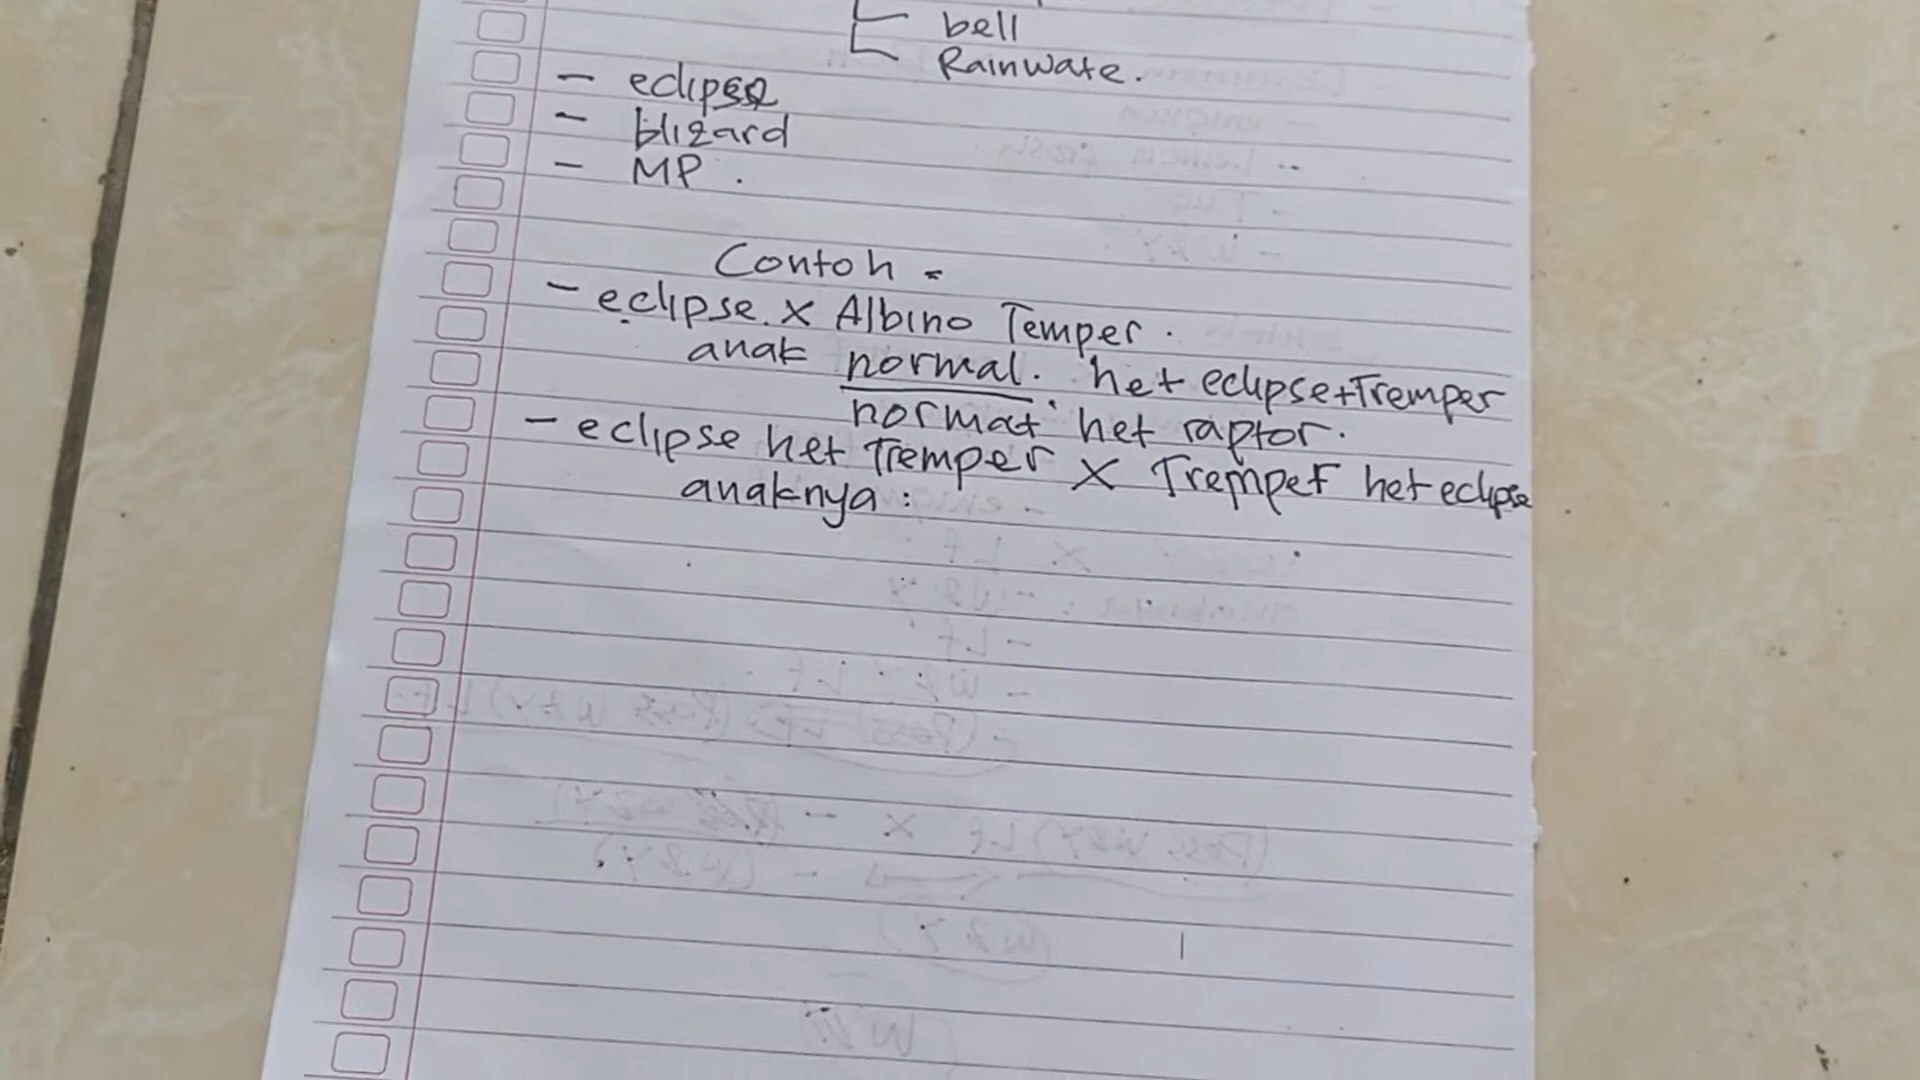 bell
Rainwate.
- eclipse
- blizard
- MP.
Contoh =
- eclipse x Albino Temper.
anak normal. het eclipse+Tremper
normal het raptor.
- eclipse het Tremper X Tremper het eclipse
anaknya: